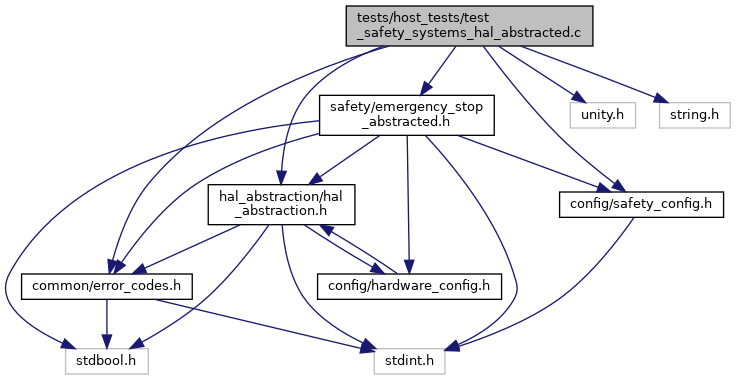 tests/host_tests/test
_safety_systems_hal_abstracted.c
safety/emergency_stop
_abstracted.h
unity.h
string.h
hal_abstraction/hal
_abstraction.h
config/safety_config.h
common/error_codes.h
config/hardware_config.h
stdbool.h
stdint.h